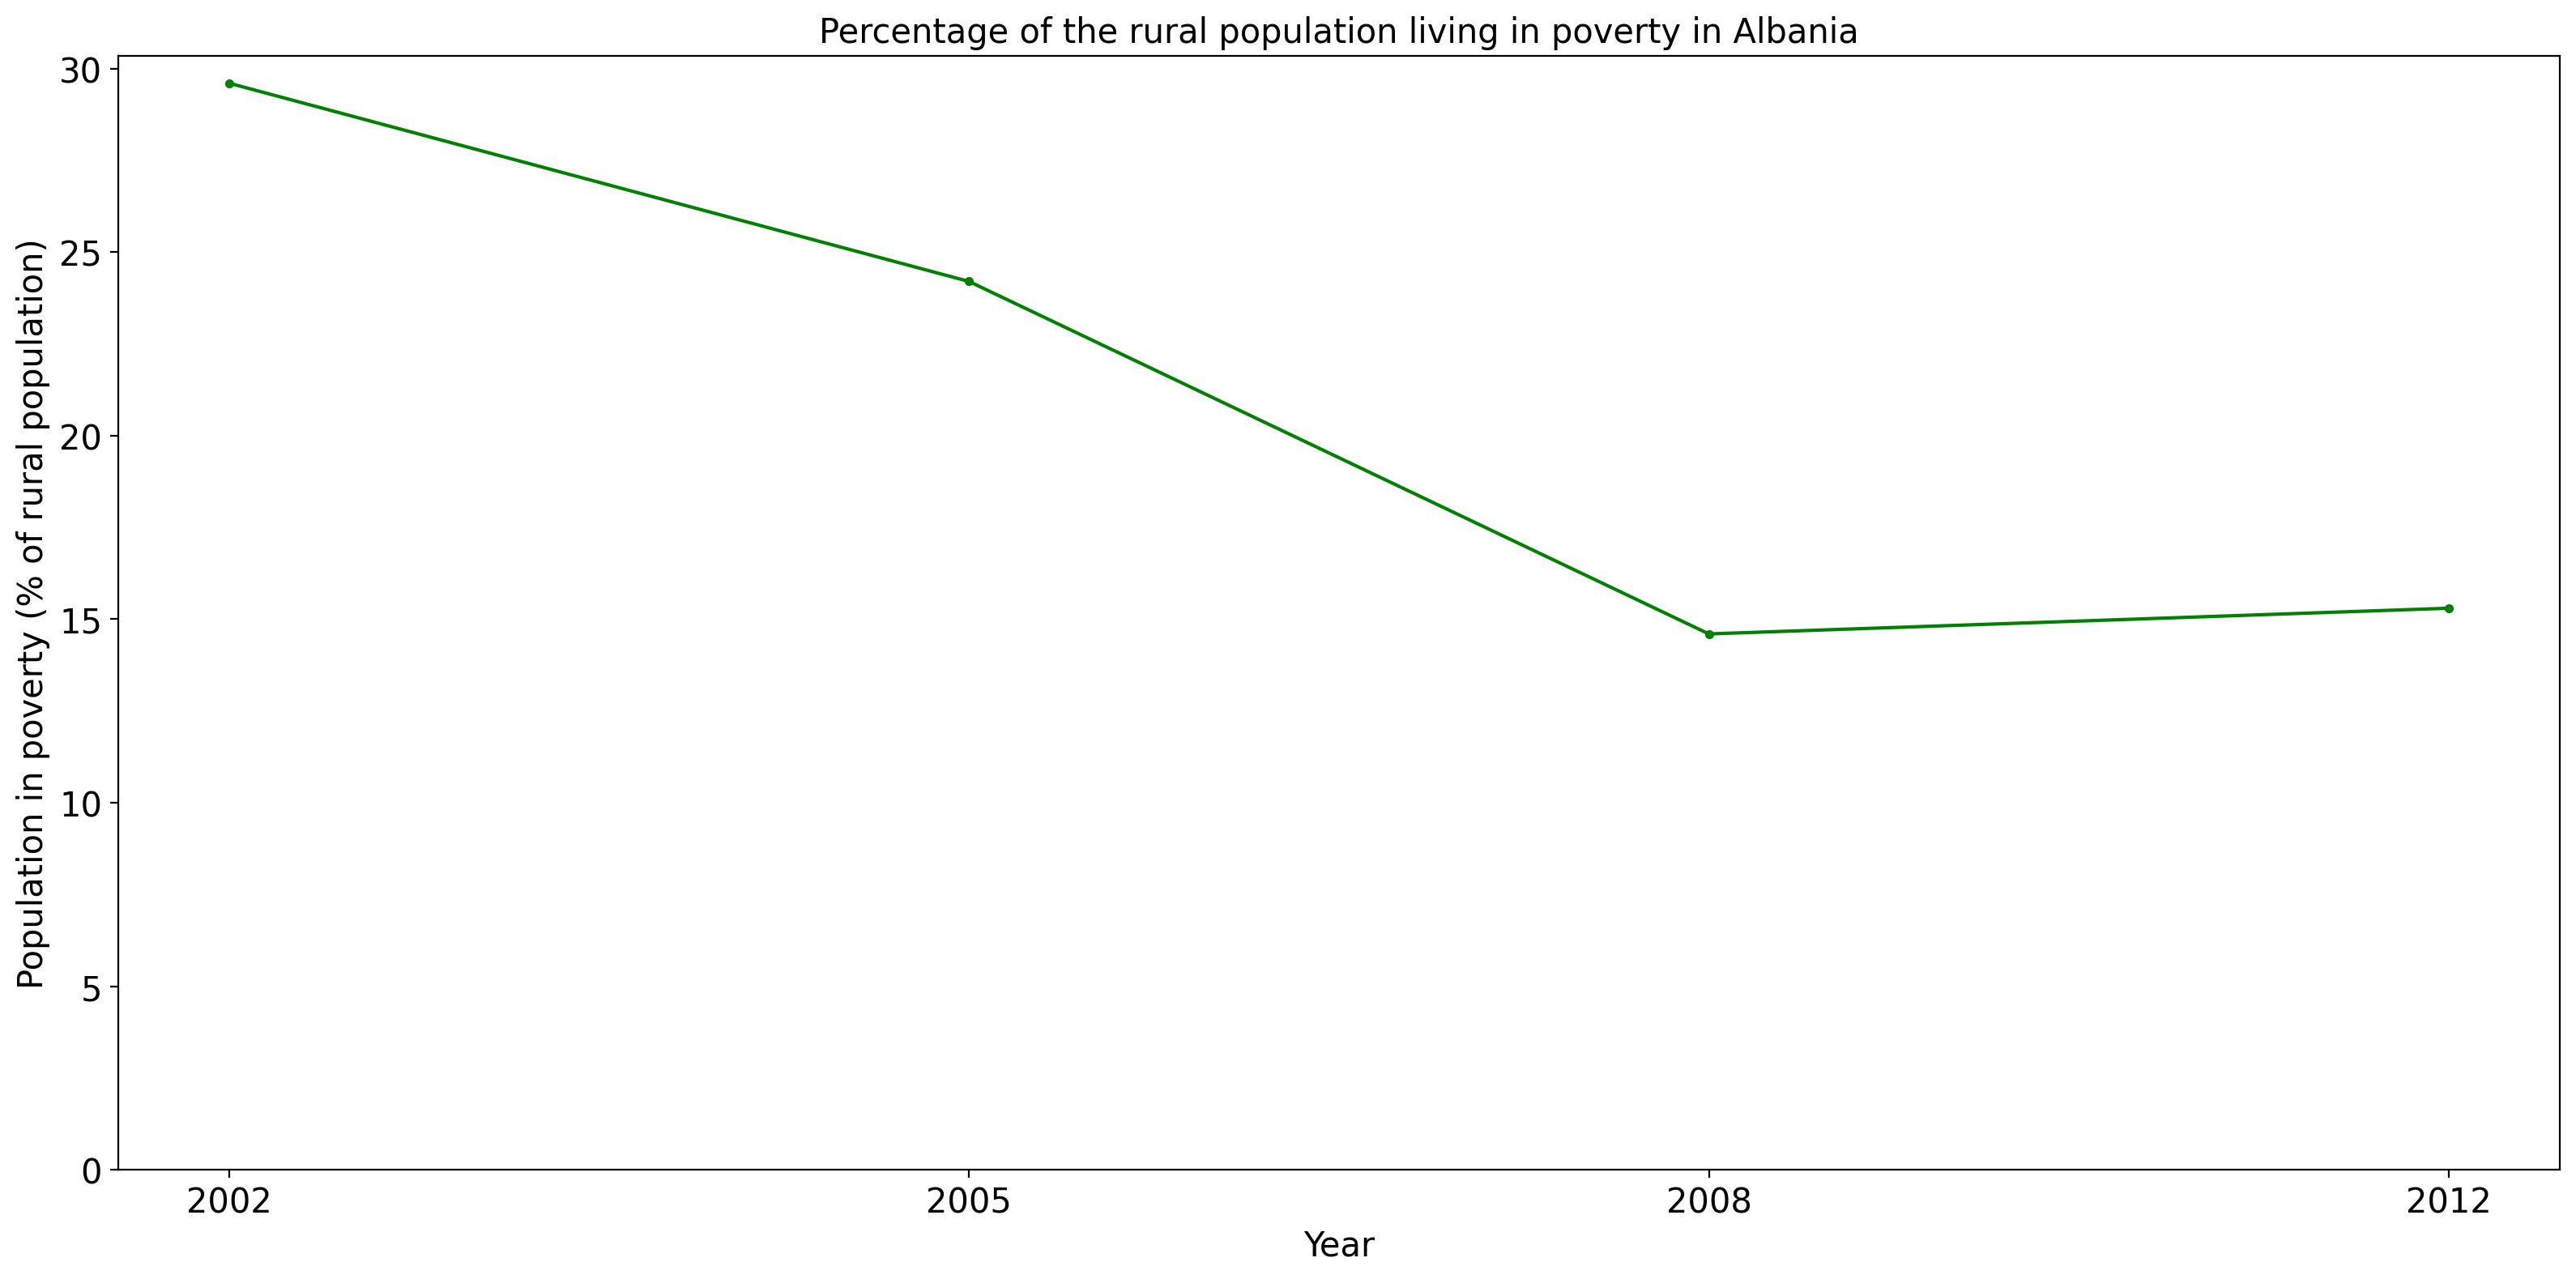 Percentage of the rural population living in poverty in Albania
Population in poverty (% of rural population)
30
25
20
15
10
5
0
2002 2005 2008 2012
Year